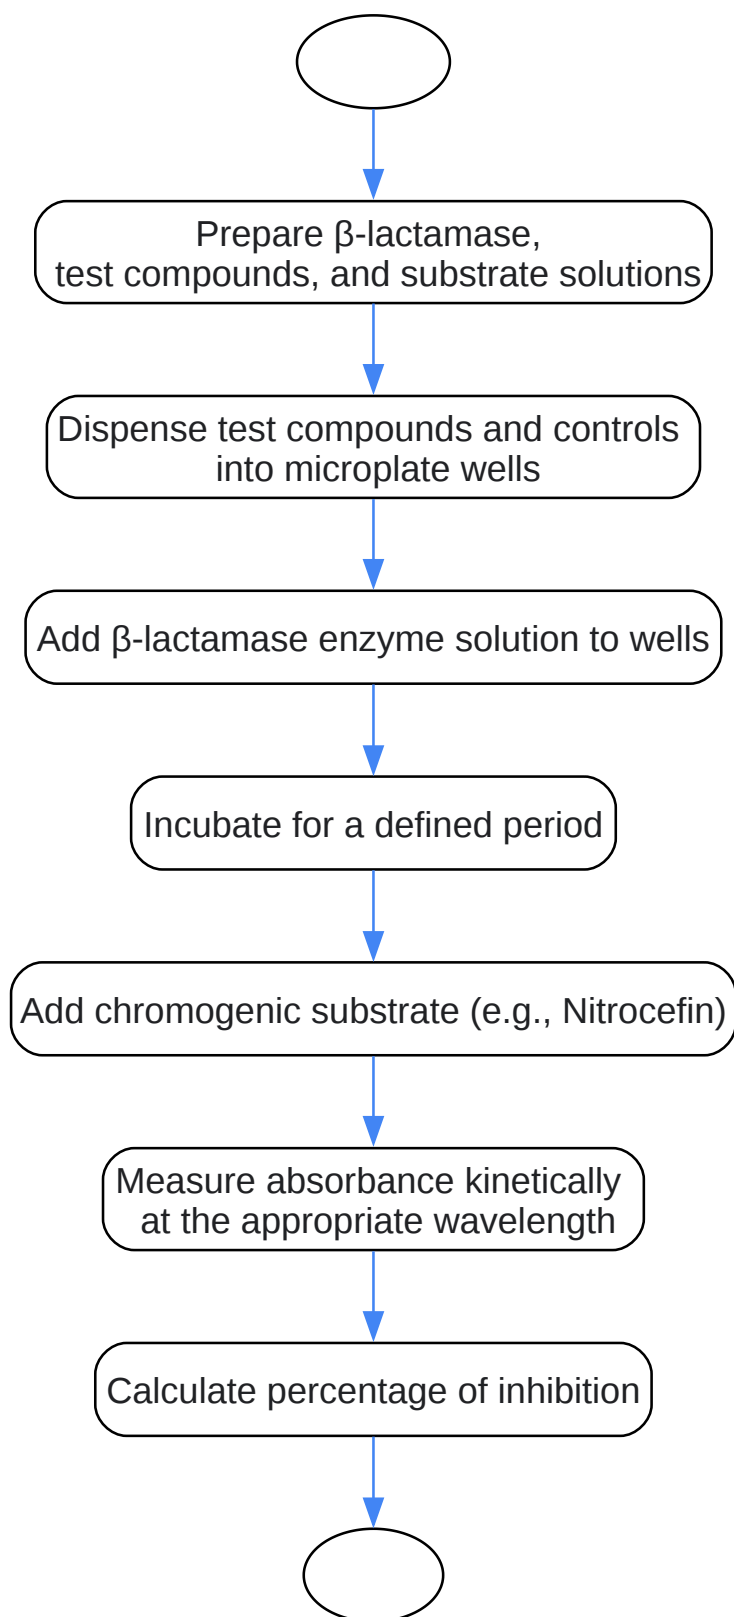 Prepare β-lactamase,
test compounds, and substrate solutions
Dispense test compounds and controls
into microplate wells
Add β-lactamase enzyme solution to wells
Incubate for a defined period
Add chromogenic substrate (e.g., Nitrocefin)
Measure absorbance kinetically
at the appropriate wavelength
Calculate percentage of inhibition